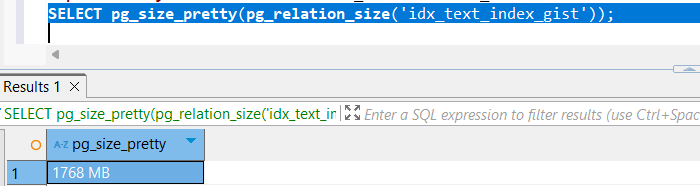 SELECT pg_size_pretty(pg_relation_size('idx_text_index_gist'));
Results 1
SELECT pg_size_pretty(pg_relation_size('idx_text_in
Enter a SQL expression to filter results (use Ctrl+Spac
A-Z pg_size_pretty
1 1768 MB